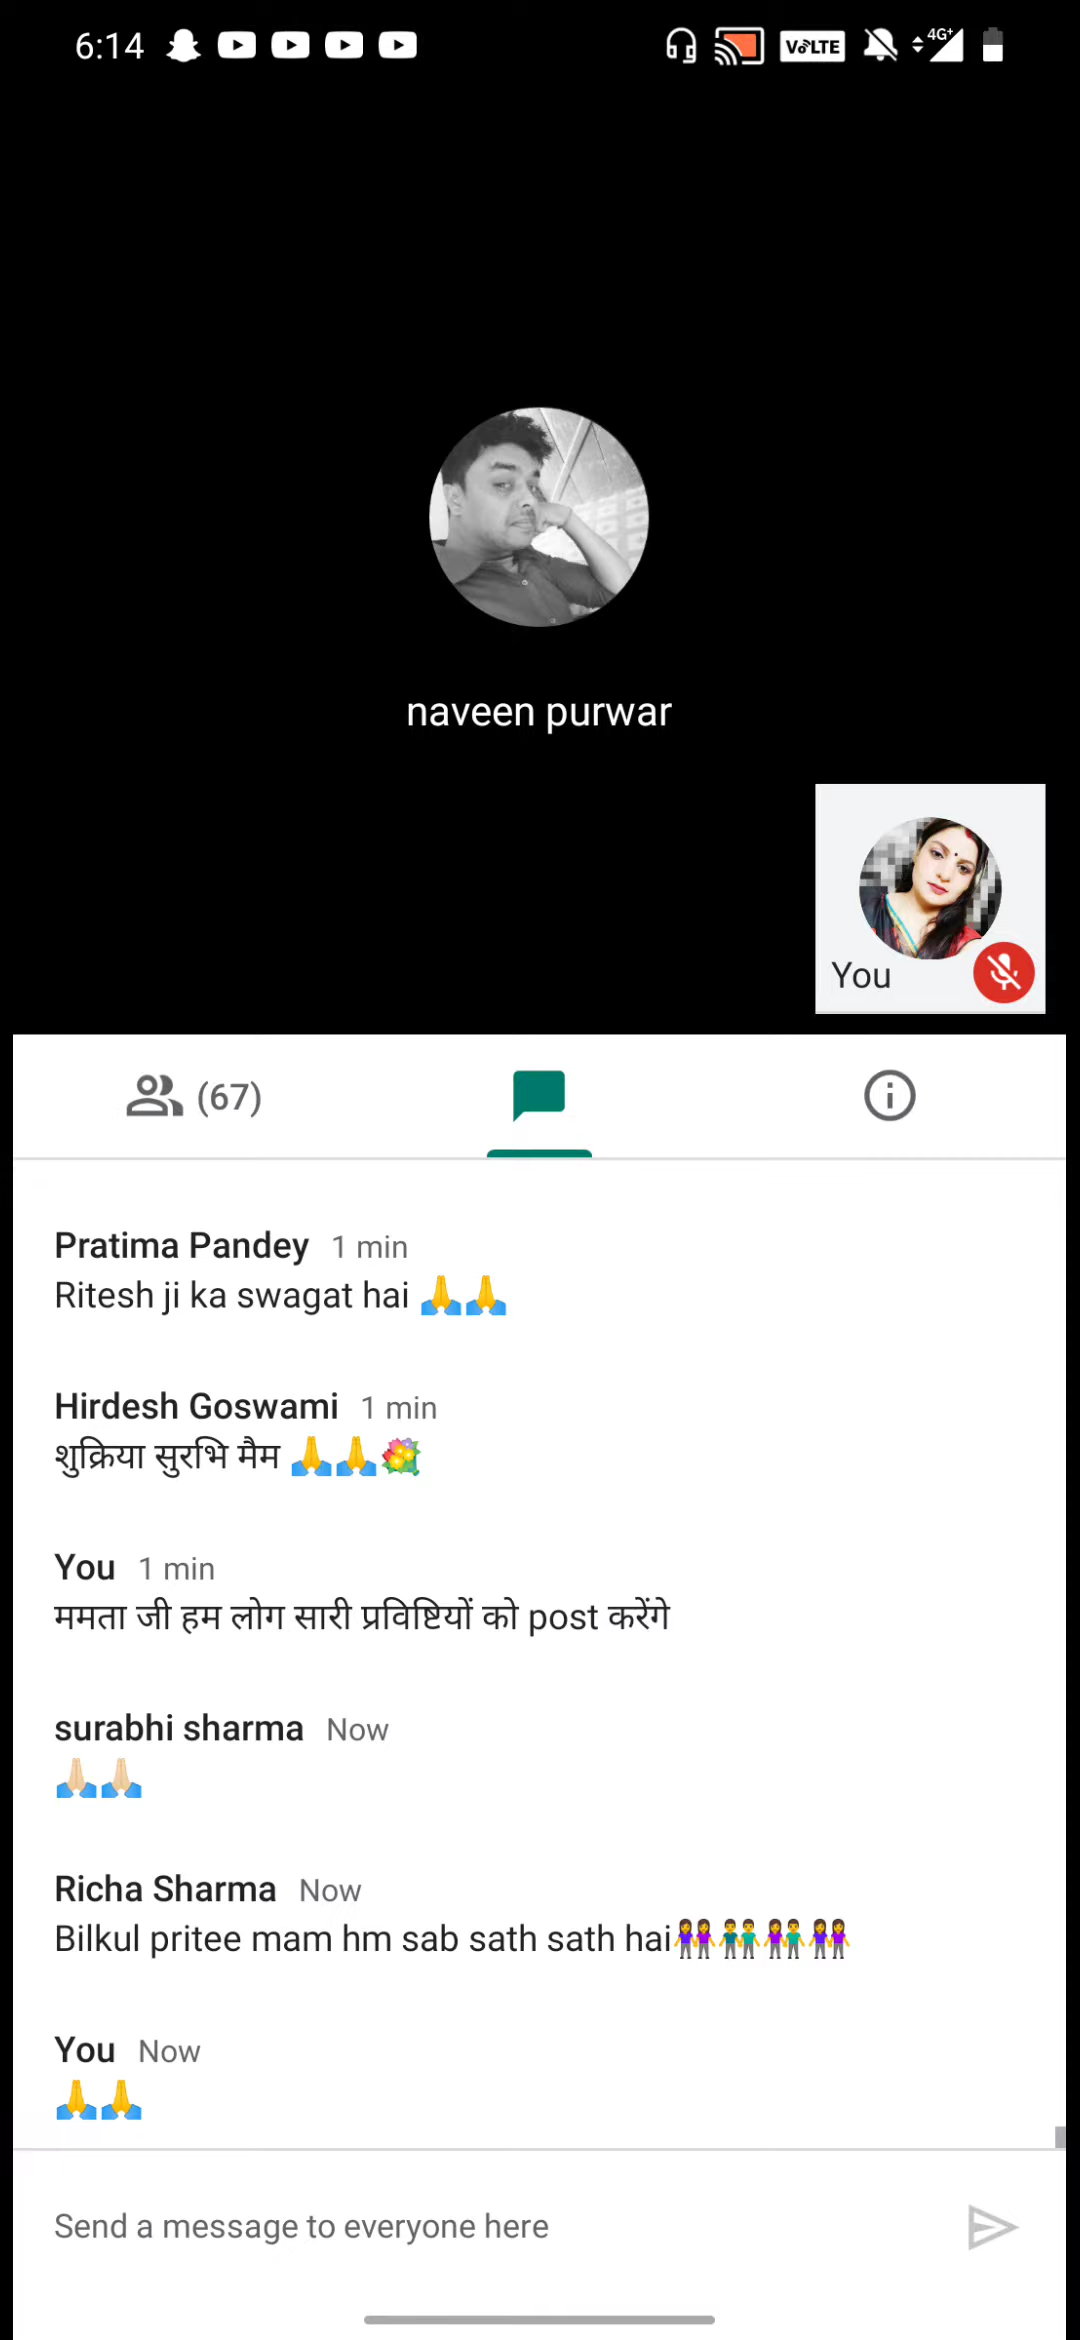 6:14 VoLTE 4G+
naveen purwar
You
(67)
Pratima Pandey 1 min
Ritesh ji ka swagat hai 🙏🙏
Hirdesh Goswami 1 min
शुक्रिया सुरभि मैम 🙏🙏💐
You 1 min
ममता जी हम लोग सारी प्रविष्टियों को post करेंगे
surabhi sharma Now
🙏🏻🙏🏻
Richa Sharma Now
Bilkul pritee mam hm sab sath sath hai👭👬👫👭
You Now
🙏🙏
Send a message to everyone here